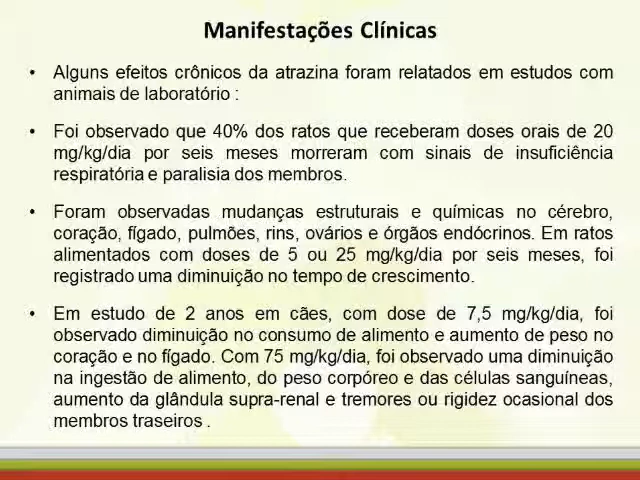 Manifestações Clínicas
• Alguns efeitos crônicos da atrazina foram relatados em estudos com
animais de laboratório :
• Foi observado que 40% dos ratos que receberam doses orais de 20
mg/kg/dia por seis meses morreram com sinais de insuficiência
respiratória e paralisia dos membros.
• Foram observadas mudanças estruturais e químicas no cérebro,
coração, fígado, pulmões, rins, ovários e órgãos endócrinos. Em ratos
alimentados com doses de 5 ou 25 mg/kg/dia por seis meses, foi
registrado uma diminuição no tempo de crescimento.
• Em estudo de 2 anos em cães, com dose de 7,5 mg/kg/dia, foi
observado diminuição no consumo de alimento e aumento de peso no
coração e no fígado. Com 75 mg/kg/dia, foi observado uma diminuição
na ingestão de alimento, do peso corpóreo e das células sanguíneas,
aumento da glândula supra-renal e tremores ou rigidez ocasional dos
membros traseiros .